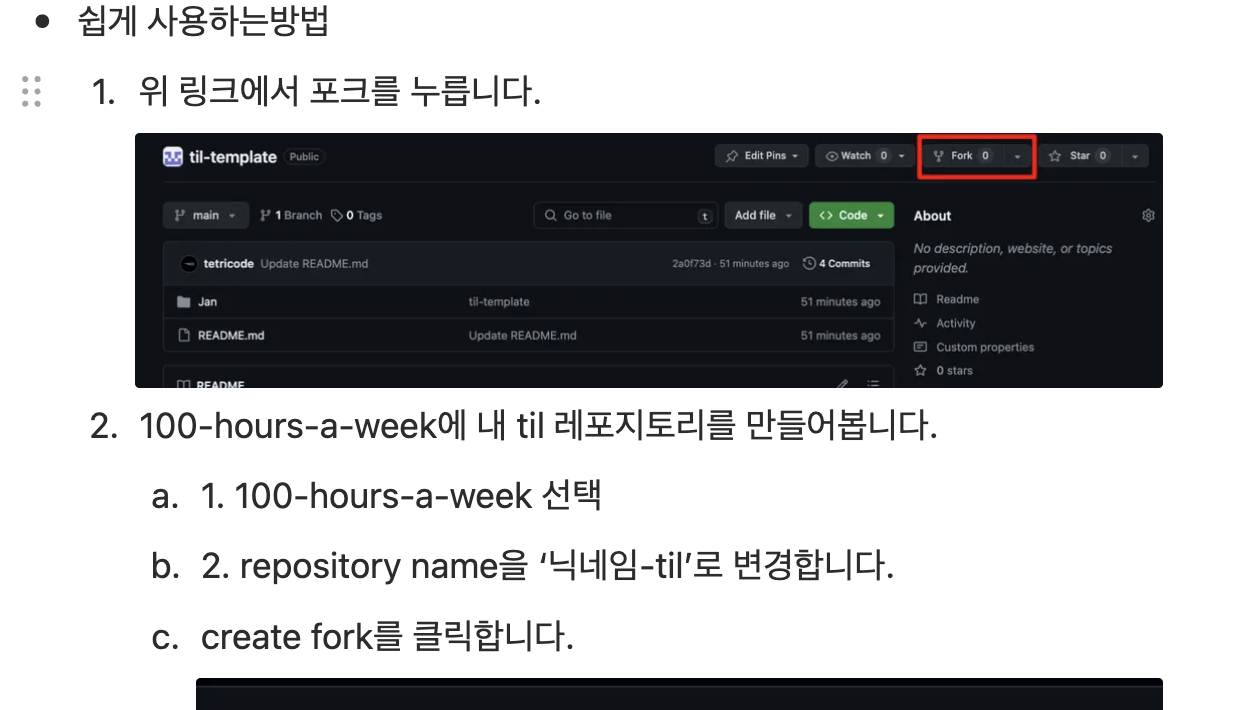 • 쉽게 사용하는방법
1. 위 링크에서 포크를 누릅니다.
til-template Public Edit Pins Watch 0 Fork 0 Star 0
main 1 Branch 0 Tags Go to file t Add file Code About
No description, website, or topics
provided.
tetricode Update README.md 2a0f73d · 51 minutes ago 4 Commits
Jan til-template 51 minutes ago
README.md Update README.md 51 minutes ago
README
Readme
Activity
Custom properties
0 stars
2. 100-hours-a-week에 내 til 레포지토리를 만들어봅니다.
a. 1. 100-hours-a-week 선택
b. 2. repository name을 ‘닉네임-til’로 변경합니다.
c. create fork를 클릭합니다.